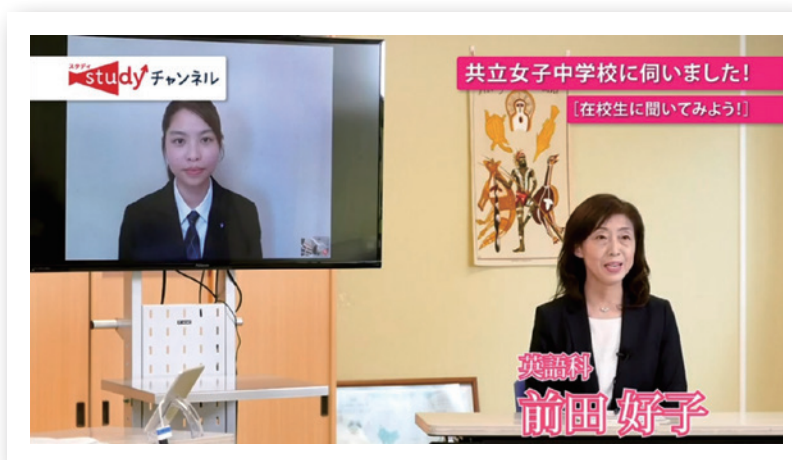 スタディ
studyチャンネル
共立女子中学校に伺いました！
［在校生に聞いてみよう！］
英語科
前田 好子